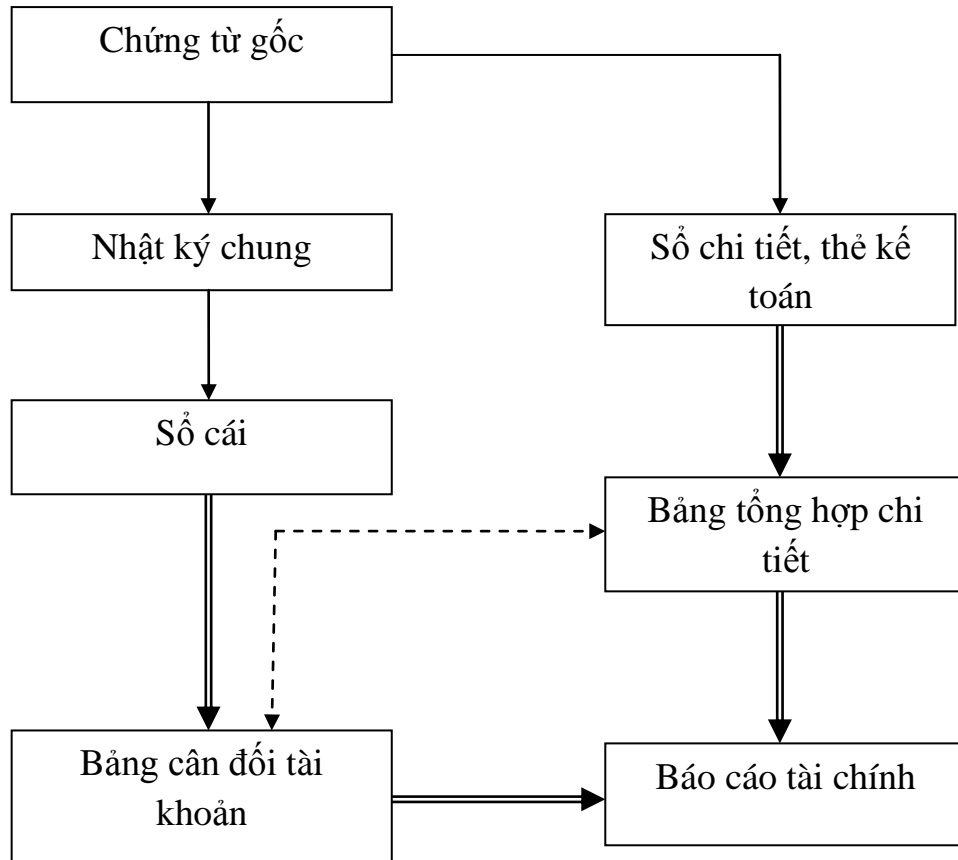 Chứng từ gốc
Nhật ký chung
Sổ chi tiết, thẻ kế
toán
Sổ cái
Bảng tổng hợp chi
tiết
Bảng cân đối tài
khoản
Báo cáo tài chính